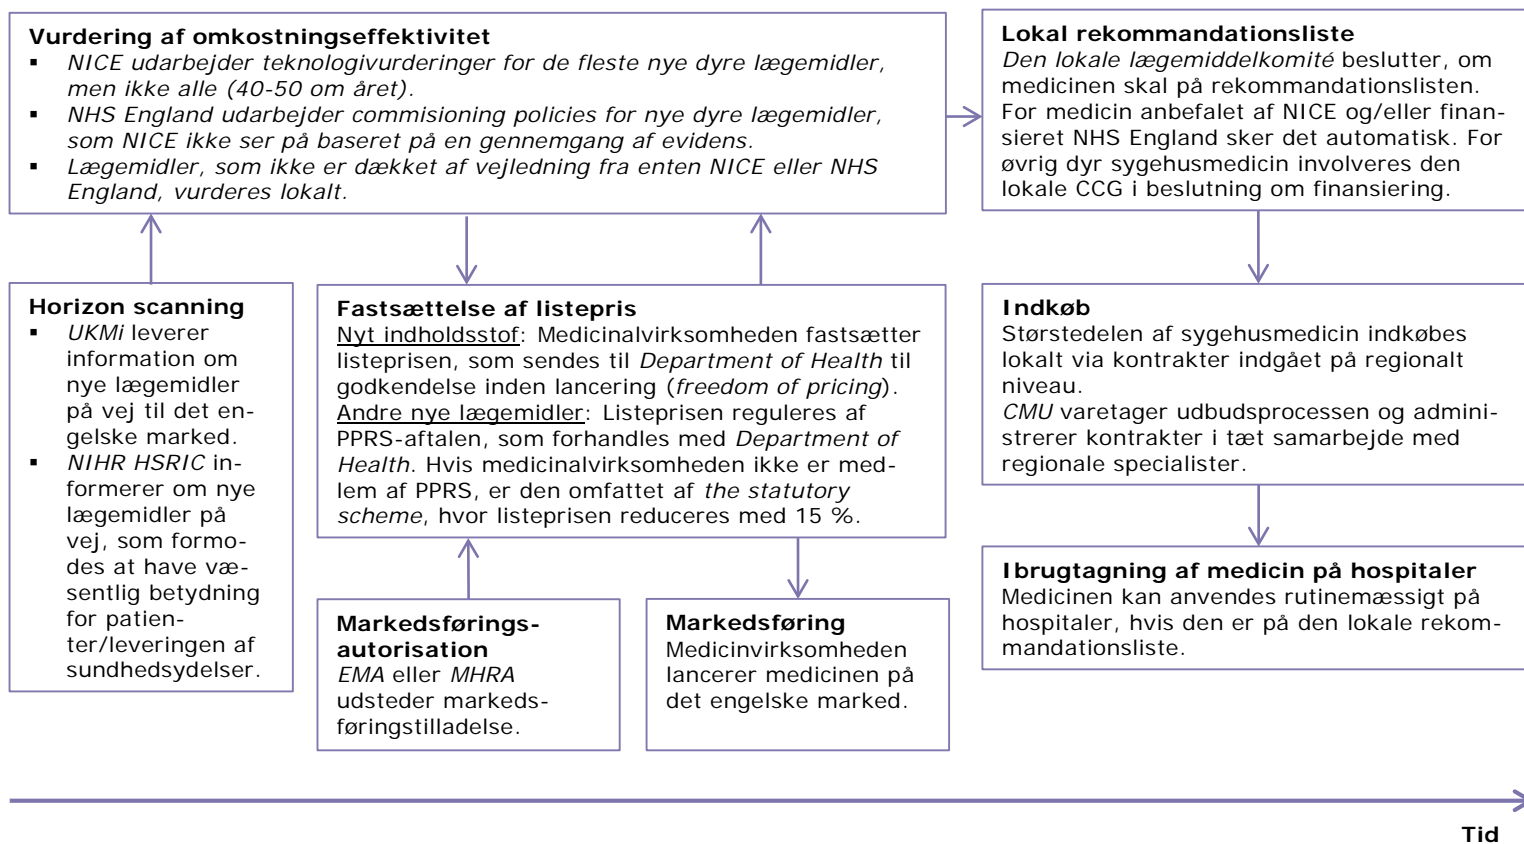 Vurdering af omkostningseffektivitet
▪ NICE udarbejder teknologivurderinger for de fleste nye dyre lægemidler,
men ikke alle (40-50 om året).
▪ NHS England udarbejder commisioning policies for nye dyre lægemidler,
som NICE ikke ser på baseret på en gennemgang af evidens.
▪ Lægemidler, som ikke er dækket af vejledning fra enten NICE eller NHS
England, vurderes lokalt.
Lokal rekommandationsliste
Den lokale lægemiddelkomité beslutter, om
medicinen skal på rekommandationslisten.
For medicin anbefalet af NICE og/eller finan-
sieret NHS England sker det automatisk. For
øvrig dyr sygehusmedicin involveres den
lokale CCG i beslutning om finansiering.
Horizon scanning
▪ UKMi leverer
information om
nye lægemidler
på vej til det en-
gelske marked.
▪ NIHR HSRIC in-
formerer om nye
lægemidler på
vej, som formo-
des at have væ-
sentlig betydning
for patien-
ter/leveringen af
sundhedsydelser.
Fastsættelse af listepris
Nyt indholdsstof: Medicinalvirksomheden fastsætter
listeprisen, som sendes til Department of Health til
godkendelse inden lancering (freedom of pricing).
Andre nye lægemidler: Listeprisen reguleres af
PPRS-aftalen, som forhandles med Department of
Health. Hvis medicinalvirksomheden ikke er med-
lem af PPRS, er den omfattet af the statutory
scheme, hvor listeprisen reduceres med 15 %.
Indkøb
Størstedelen af sygehusmedicin indkøbes
lokalt via kontrakter indgået på regionalt
niveau.
CMU varetager udbudsprocessen og admini-
strerer kontrakter i tæt samarbejde med
regionale specialister.
Markedsførings-
autorisation
EMA eller MHRA
udsteder markeds-
føringstilladelse.
Markedsføring
Medicinvirksomheden
lancerer medicinen på
det engelske marked.
Ibrugtagning af medicin på hospitaler
Medicinen kan anvendes rutinemæssigt på
hospitaler, hvis den er på den lokale rekom-
mandationsliste.
Tid